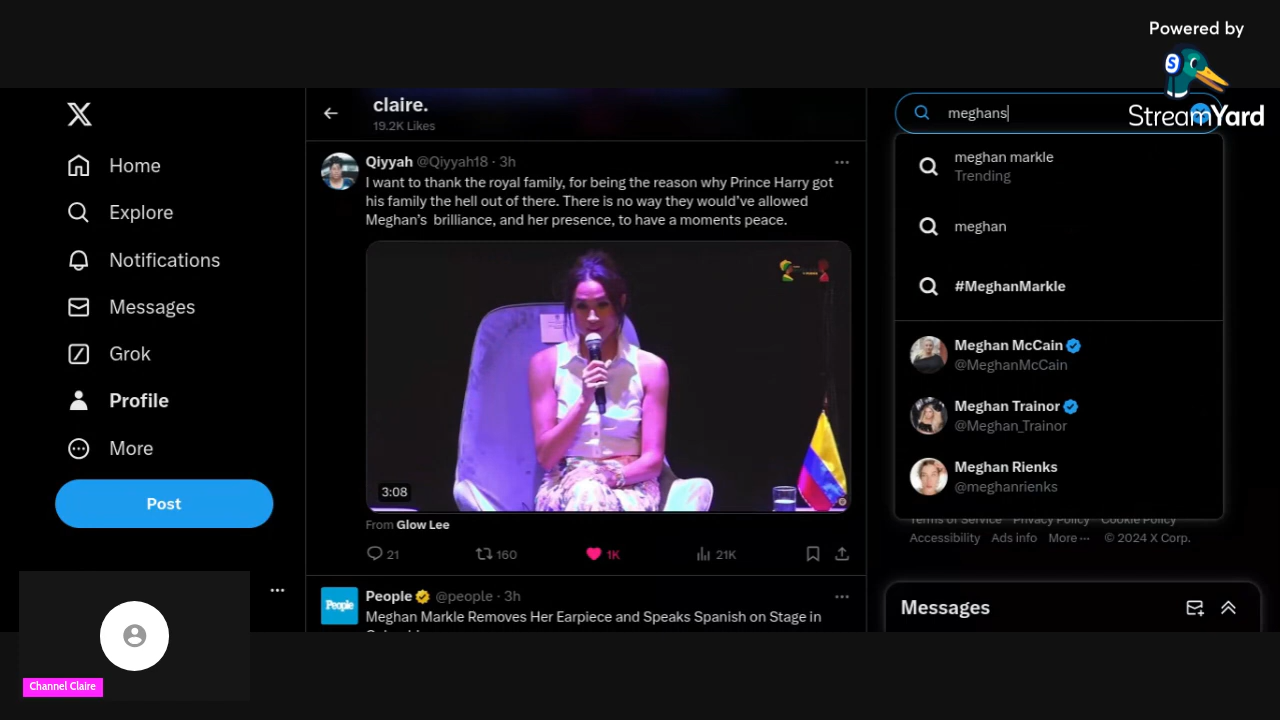 Powered by
StreamYard
X
Home
Explore
Notifications
Messages
Grok
Profile
More
Post
Channel Claire
claire.
19.2K Likes
Qiyyah @Qiyyah18 · 3h
I want to thank the royal family, for being the reason why Prince Harry got
his family the hell out of there. There is no way they would've allowed
Meghan's brilliance, and her presence, to have a moments peace.
3:08
From Glow Lee
21 160 1K 21K
People @people · 3h
Meghan Markle Removes Her Earpiece and Speaks Spanish on Stage in
meghans
meghan markle
Trending
meghan
#MeghanMarkle
Meghan McCain
@MeghanMcCain
Meghan Trainor
@Meghan_Trainor
Meghan Rienks
@meghanrienks
Terms of Service Privacy Policy Cookie Policy
Accessibility Ads info More ··· © 2024 X Corp.
Messages